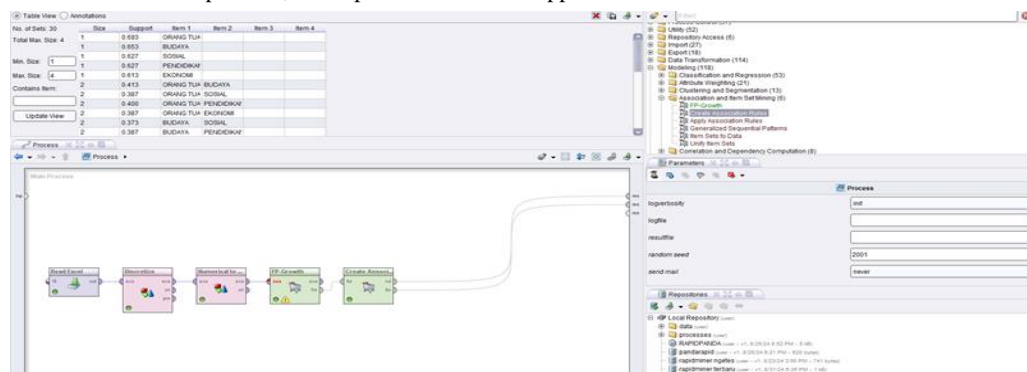 Table View Annotations
No. of Sets: 30
Total Max. Size: 4
Min. Size: 1
Max. Size: 4
Contains Item:
Update View
Size Support Item 1 Item 2 Item 3 Item 4
1 0.683 ORANG TUA
1 0.653 BUDAYA
1 0.627 SOSIAL
1 0.627 PENDIDIKAN
1 0.613 EKONOMI
2 0.413 ORANG TUA BUDAYA
2 0.387 ORANG TUA SOSIAL
2 0.400 ORANG TUA PENDIDIKAN
2 0.387 ORANG TUA EKONOMI
2 0.373 BUDAYA SOSIAL
2 0.387 BUDAYA PENDIDIKAN
Process
Process
Main Process
Read Excel
Discretize
Numerical to ...
FP-Growth
Create Associ...
Utility (52)
Repository Access (6)
Import (27)
Export (18)
Data Transformation (114)
Modeling (118)
Classification and Regression (53)
Attribute Weighting (21)
Clustering and Segmentation (13)
Association and Item Set Mining (6)
FP-Growth
Create Association Rules
Apply Association Rules
Generalized Sequential Patterns
Item Sets to Data
Unify Item Sets
Correlation and Dependency Computation (8)
Parameters
Process
logverbosity init
logfile
resultfile
random seed 2001
send mail never
Repositories
Local Repository (user)
data (user)
processes (user)
RAPIDPANDA
pandarapid
rapidminer ngetes
rapidminer terbaru